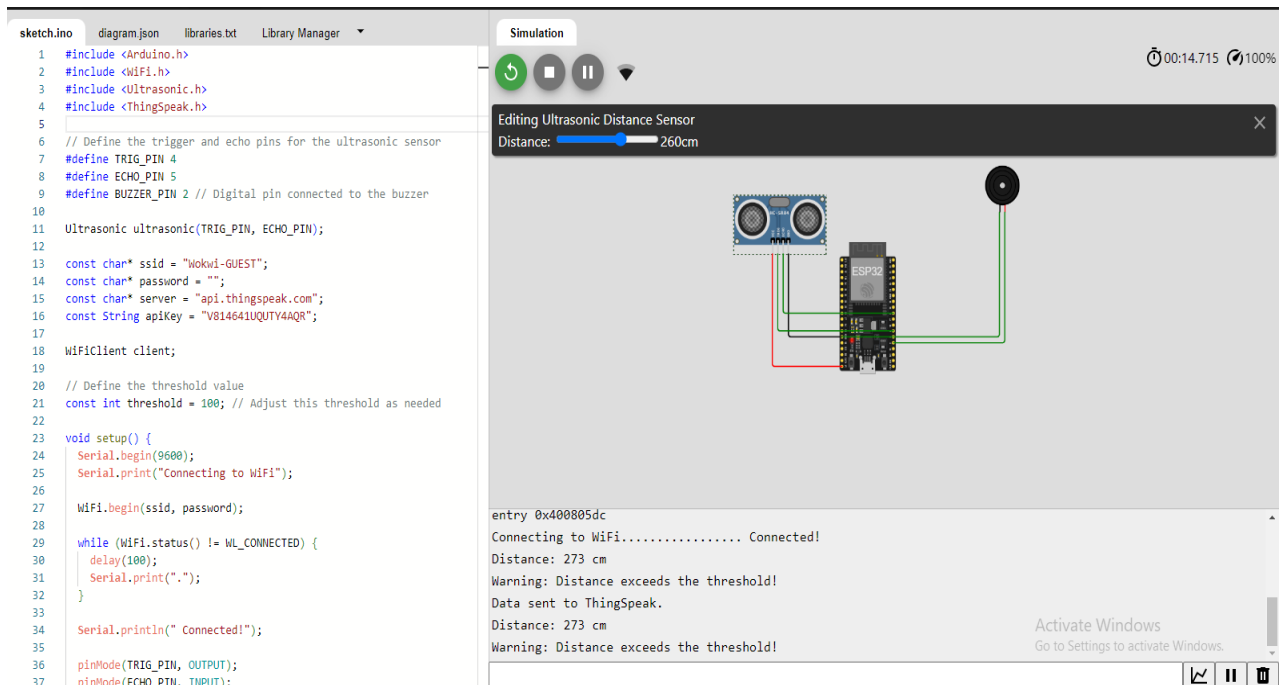 sketch.ino diagram.json libraries.txt Library Manager
1 #include <Arduino.h>
2 #include <WiFi.h>
3 #include <Ultrasonic.h>
4 #include <ThingSpeak.h>
5
6 // Define the trigger and echo pins for the ultrasonic sensor
7 #define TRIG_PIN 4
8 #define ECHO_PIN 5
9 #define BUZZER_PIN 2 // Digital pin connected to the buzzer
10
11 Ultrasonic ultrasonic(TRIG_PIN, ECHO_PIN);
12
13 const char* ssid = "Wokwi-GUEST";
14 const char* password = "";
15 const char* server = "api.thingspeak.com";
16 const String apiKey = "V814641UQUTY4AQR";
17
18 WiFiClient client;
19
20 // Define the threshold value
21 const int threshold = 100; // Adjust this threshold as needed
22
23 void setup() {
24 Serial.begin(9600);
25 Serial.print("Connecting to WiFi");
26
27 WiFi.begin(ssid, password);
28
29 while (WiFi.status() != WL_CONNECTED) {
30 delay(100);
31 Serial.print(".");
32 }
33
34 Serial.println(" Connected!");
35
36 pinMode(TRIG_PIN, OUTPUT);
37 pinMode(ECHO_PIN, INPUT);
Simulation
00:14.715 100%
Editing Ultrasonic Distance Sensor
Distance: 260cm
ESP32
entry 0x400805dc
Connecting to WiFi................. Connected!
Distance: 273 cm
Warning: Distance exceeds the threshold!
Data sent to ThingSpeak.
Distance: 273 cm
Warning: Distance exceeds the threshold!
Activate Windows
Go to Settings to activate Windows.